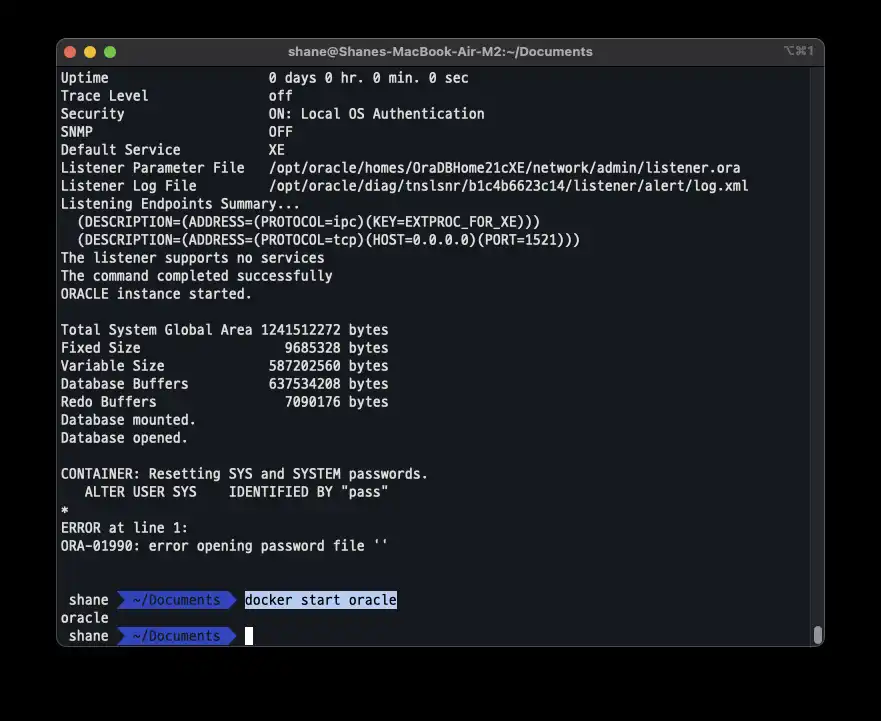 shane@Shanes-MacBook-Air-M2:~/Documents
⌥⌘1
Uptime                    0 days 0 hr. 0 min. 0 sec
Trace Level               off
Security                  ON: Local OS Authentication
SNMP                      OFF
Default Service           XE
Listener Parameter File   /opt/oracle/homes/OraDBHome21cXE/network/admin/listener.ora
Listener Log File         /opt/oracle/diag/tnslsnr/b1c4b6623c14/listener/alert/log.xml
Listening Endpoints Summary...
  (DESCRIPTION=(ADDRESS=(PROTOCOL=ipc)(KEY=EXTPROC_FOR_XE)))
  (DESCRIPTION=(ADDRESS=(PROTOCOL=tcp)(HOST=0.0.0.0)(PORT=1521)))
The listener supports no services
The command completed successfully
ORACLE instance started.
Total System Global Area 1241512272 bytes
Fixed Size                  9685328 bytes
Variable Size             587202560 bytes
Database Buffers          637534208 bytes
Redo Buffers                7090176 bytes
Database mounted.
Database opened.
CONTAINER: Resetting SYS and SYSTEM passwords.
   ALTER USER SYS    IDENTIFIED BY "pass"
*
ERROR at line 1:
ORA-01990: error opening password file ''
shane ~/Documents docker start oracle
oracle
shane ~/Documents